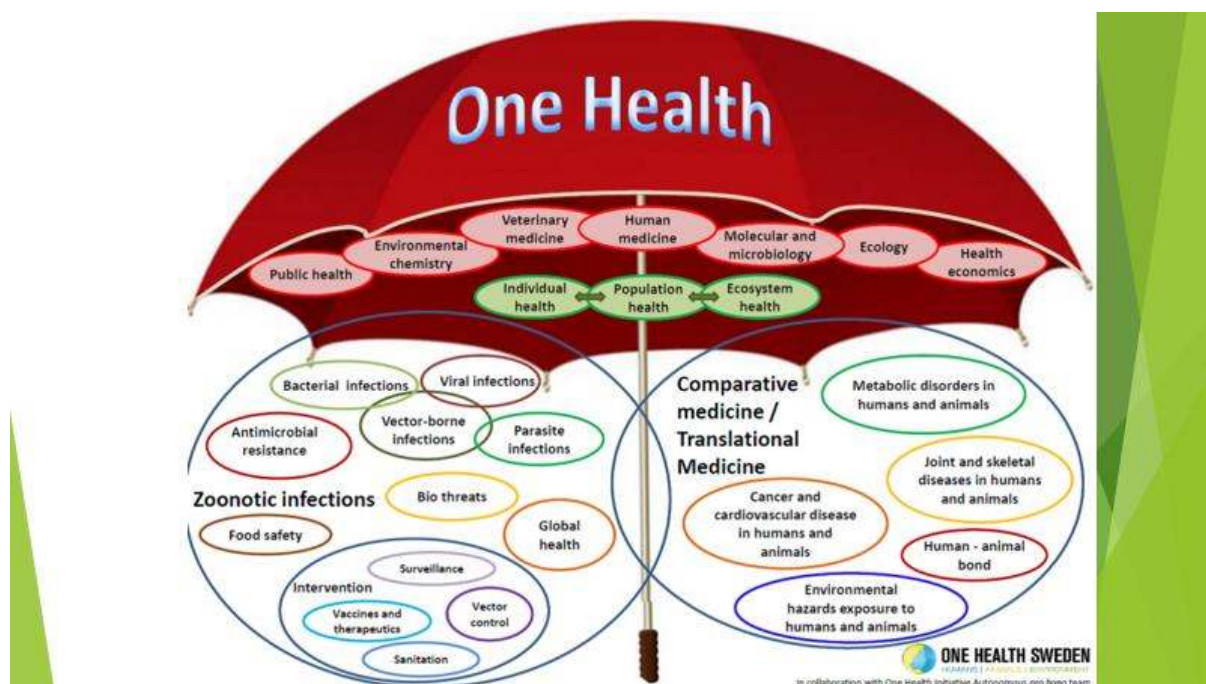 One Health
Veterinary
medicine
Human
medicine
Molecular and
microbiology
Environmental
chemistry
Ecology
Public health
Health
economics
Individual
health
Population
health
Ecosystem
health
Bacterial infections
Viral infections
Vector-borne
infections
Parasite
infections
Antimicrobial
resistance
Zoonotic infections
Bio threats
Food safety
Global
health
Intervention
Surveillance
Vaccines and
therapeutics
Vector
control
Sanitation
Comparative
medicine /
Translational
Medicine
Metabolic disorders in
humans and animals
Joint and skeletal
diseases in humans
and animals
Cancer and
cardiovascular disease
in humans and
animals
Human - animal
bond
Environmental
hazards exposure to
humans and animals
ONE HEALTH SWEDEN
HUMANS | ANIMALS | ENVIRONMENT
In collaboration with One Health Initiative Autonomous pro bono team